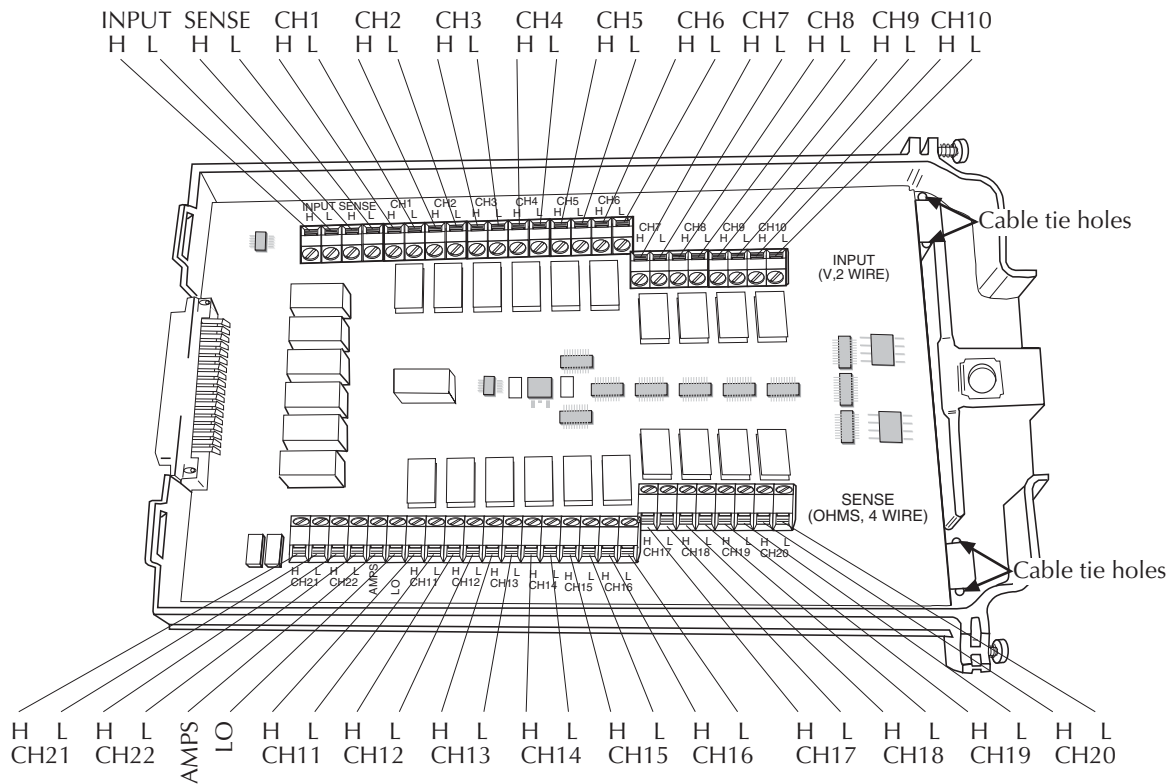 INPUT SENSE CH1 CH2 CH3 CH4 CH5 CH6 CH7 CH8 CH9 CH10
H L H L H L H L H L H L H L H L H L H L H L H L
INPUT SENSE CH1 CH2 CH3 CH4 CH5 CH6
H L H L H L H L H L H L H L H L
CH7 CH8 CH9 CH10
H L H L H L H L
Cable tie holes
INPUT
(V,2 WIRE)
SENSE
(OHMS, 4 WIRE)
H L H L H L H L
CH17 CH18 CH19 CH20
H L H L AMPS LO H L H L H L H L H L H L
CH21 CH22 CH11 CH12 CH13 CH14 CH15 CH16
Cable tie holes
H L H L AMPS LO H L H L H L H L H L H L H L H L H L H L
CH21 CH22 CH11 CH12 CH13 CH14 CH15 CH16 CH17 CH18 CH19 CH20